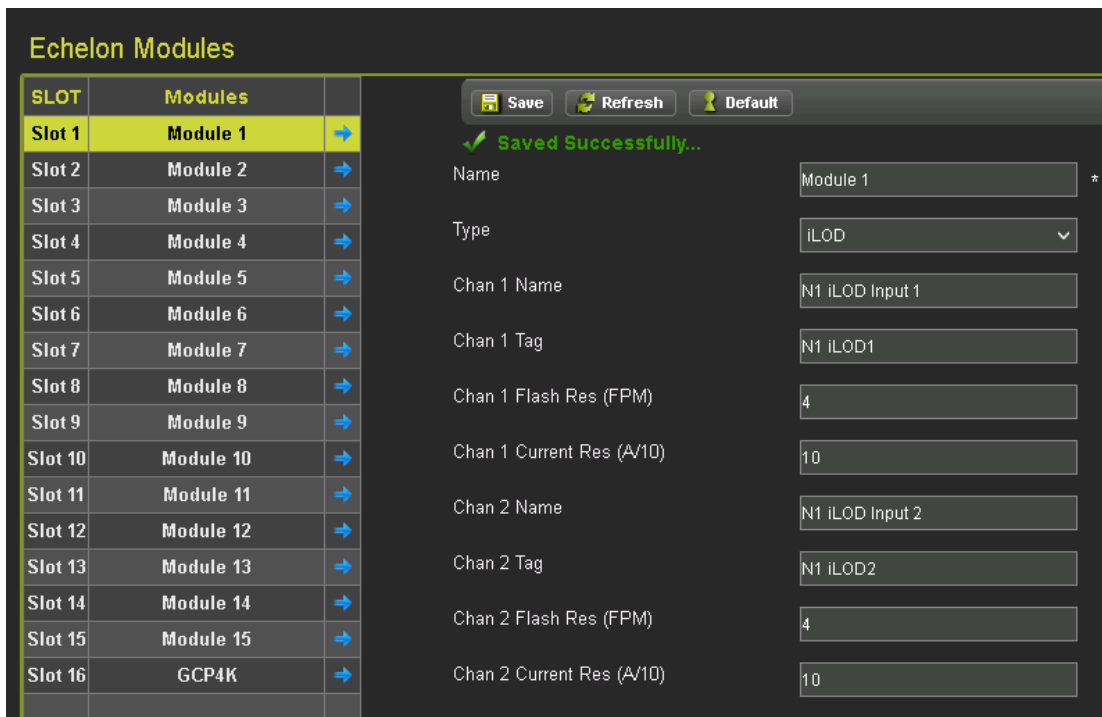 Echelon Modules
SLOT Modules
Slot 1 Module 1
Slot 2 Module 2
Slot 3 Module 3
Slot 4 Module 4
Slot 5 Module 5
Slot 6 Module 6
Slot 7 Module 7
Slot 8 Module 8
Slot 9 Module 9
Slot 10 Module 10
Slot 11 Module 11
Slot 12 Module 12
Slot 13 Module 13
Slot 14 Module 14
Slot 15 Module 15
Slot 16 GCP4K
Save Refresh Default
Saved Successfully...
Name Module 1 *
Type iLOD
Chan 1 Name N1 iLOD Input 1
Chan 1 Tag N1 iLOD1
Chan 1 Flash Res (FPM) 4
Chan 1 Current Res (A/10) 10
Chan 2 Name N1 iLOD Input 2
Chan 2 Tag N1 iLOD2
Chan 2 Flash Res (FPM) 4
Chan 2 Current Res (A/10) 10